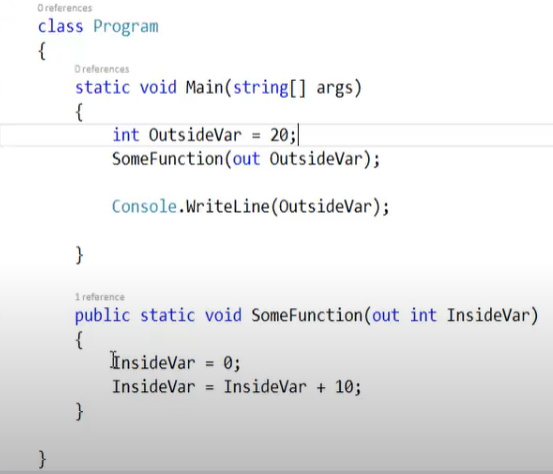 0 references
class Program
{
0 references
static void Main(string[] args)
{
int OutsideVar = 20;
SomeFunction(out OutsideVar);
Console.WriteLine(OutsideVar);
}
1 reference
public static void SomeFunction(out int InsideVar)
{
InsideVar = 0;
InsideVar = InsideVar + 10;
}
}